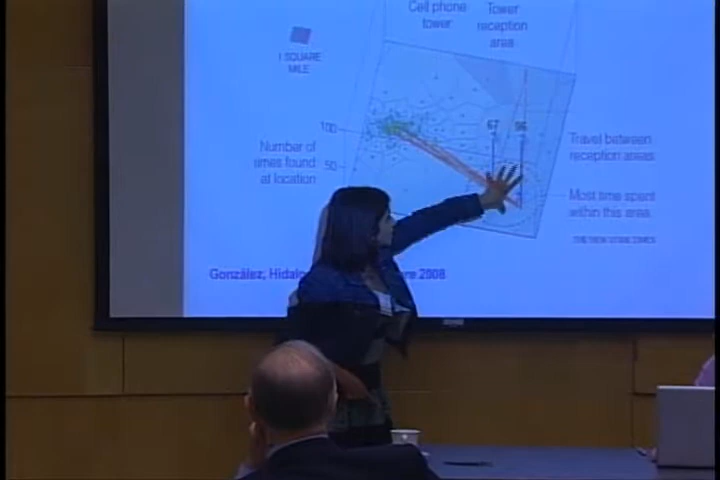 Cell phone
tower
Tower
reception
area
1 SQUARE
MILE
100
67
96
Number of
times found
at location
50
Travel between
reception areas
Most time spent
within this area
THE NEW YORK TIMES
González, 2008